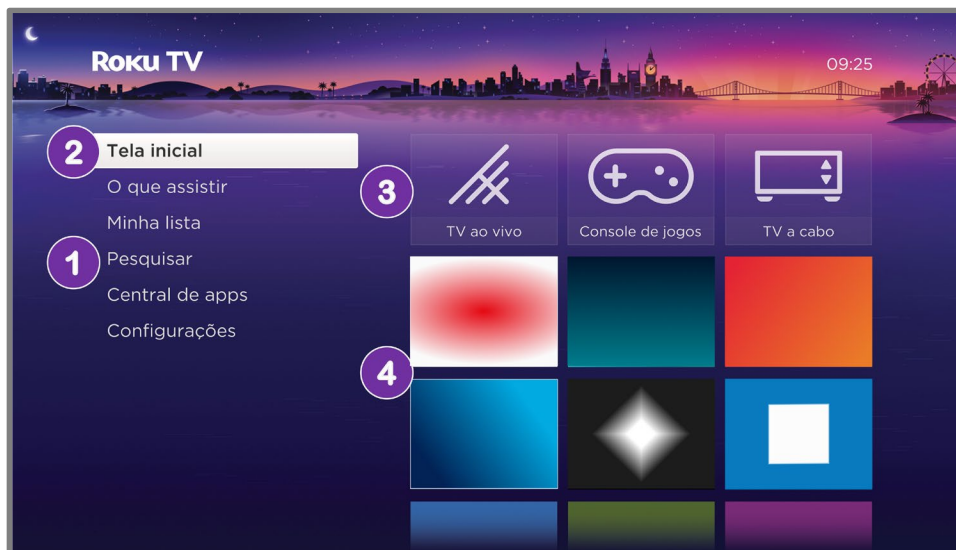 Roku TV
09:25
2
Tela inicial
O que assistir
Minha lista
1
Pesquisar
Central de apps
Configurações
3
TV ao vivo
Console de jogos
TV a cabo
4